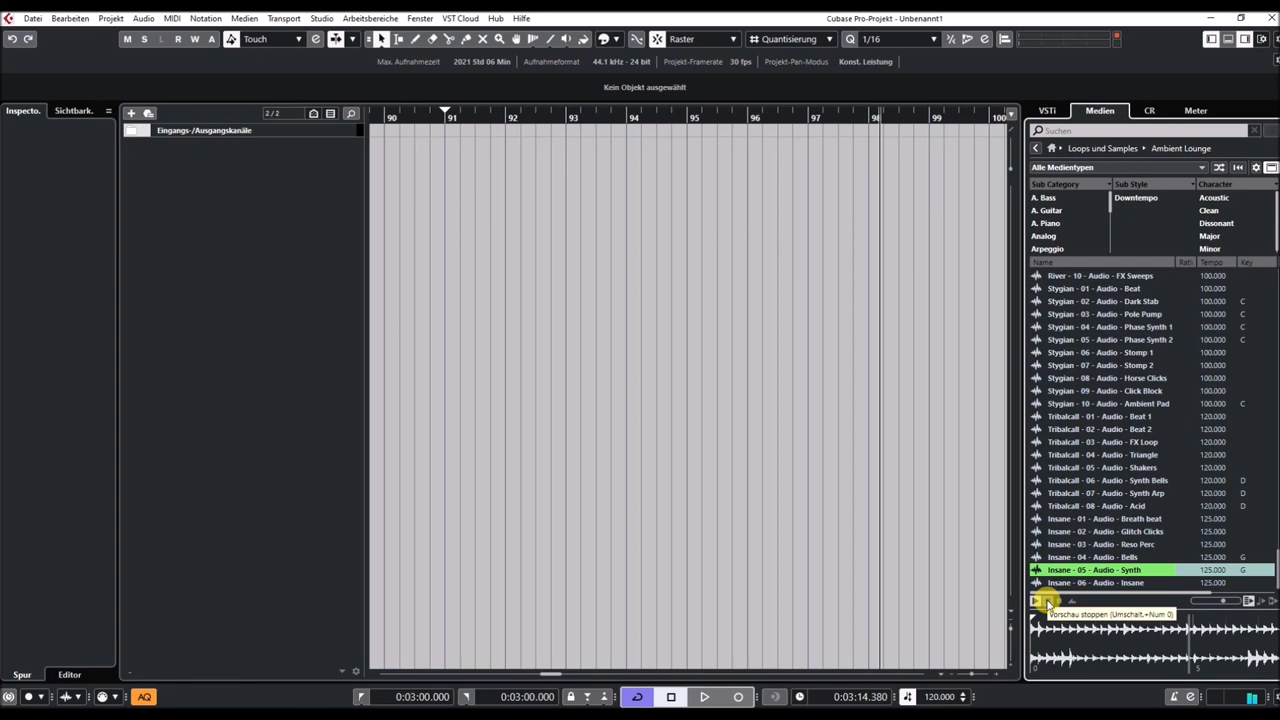 Datei Bearbeiten Projekt Audio MIDI Notation Medien Transport Studio Arbeitsbereiche Fenster VST Cloud Hub Hilfe Cubase Pro-Projekt - Unbenannt1
M S L R W A Touch Raster Quantisierung 1/16
Max. Aufnahmezeit 2021 Std 06 Min Aufnahmeformat 44.1 kHz - 24 bit Projekt-Framerate 30 fps Projekt-Pan-Modus Konst. Leistung
Kein Objekt ausgewählt
Inspecto. Sichtbark. 2 / 2 90 91 92 93 94 95 96 97 98 99 100
Eingangs-/Ausgangskanäle
VSTi Medien CR Meter
Suchen
Loops und Samples Ambient Lounge
Alle Medientypen
Sub Category Sub Style Character
A. Bass Downtempo Acoustic
A. Guitar Clean
A. Piano Dissonant
Analog Major
Arpeggio Minor
Name Rati Tempo Key
River - 10 - Audio - FX Sweeps 100.000
Stygian - 01 - Audio - Beat 100.000
Stygian - 02 - Audio - Dark Stab 100.000 C
Stygian - 03 - Audio - Pole Pump 100.000 C
Stygian - 04 - Audio - Phase Synth 1 100.000 C
Stygian - 05 - Audio - Phase Synth 2 100.000 C
Stygian - 06 - Audio - Stomp 1 100.000
Stygian - 07 - Audio - Stomp 2 100.000
Stygian - 08 - Audio - Horse Clicks 100.000
Stygian - 09 - Audio - Click Block 100.000
Stygian - 10 - Audio - Ambient Pad 100.000 C
Tribalcall - 01 - Audio - Beat 1 120.000
Tribalcall - 02 - Audio - Beat 2 120.000
Tribalcall - 03 - Audio - FX Loop 120.000
Tribalcall - 04 - Audio - Triangle 120.000
Tribalcall - 05 - Audio - Shakers 120.000
Tribalcall - 06 - Audio - Synth Bells 120.000 D
Tribalcall - 07 - Audio - Synth Arp 120.000 D
Tribalcall - 08 - Audio - Acid 120.000 D
Insane - 01 - Audio - Breath beat 125.000
Insane - 02 - Audio - Glitch Clicks 125.000
Insane - 03 - Audio - Reso Perc 125.000
Insane - 04 - Audio - Bells 125.000 G
Insane - 05 - Audio - Synth 125.000 G
Insane - 06 - Audio - Insane 125.000
Vorschau stoppen (Umschalt.+Num 0)
0 5
Spur Editor
AQ 0:03:00.000 0:03:00.000 0:03:14.380 120.000